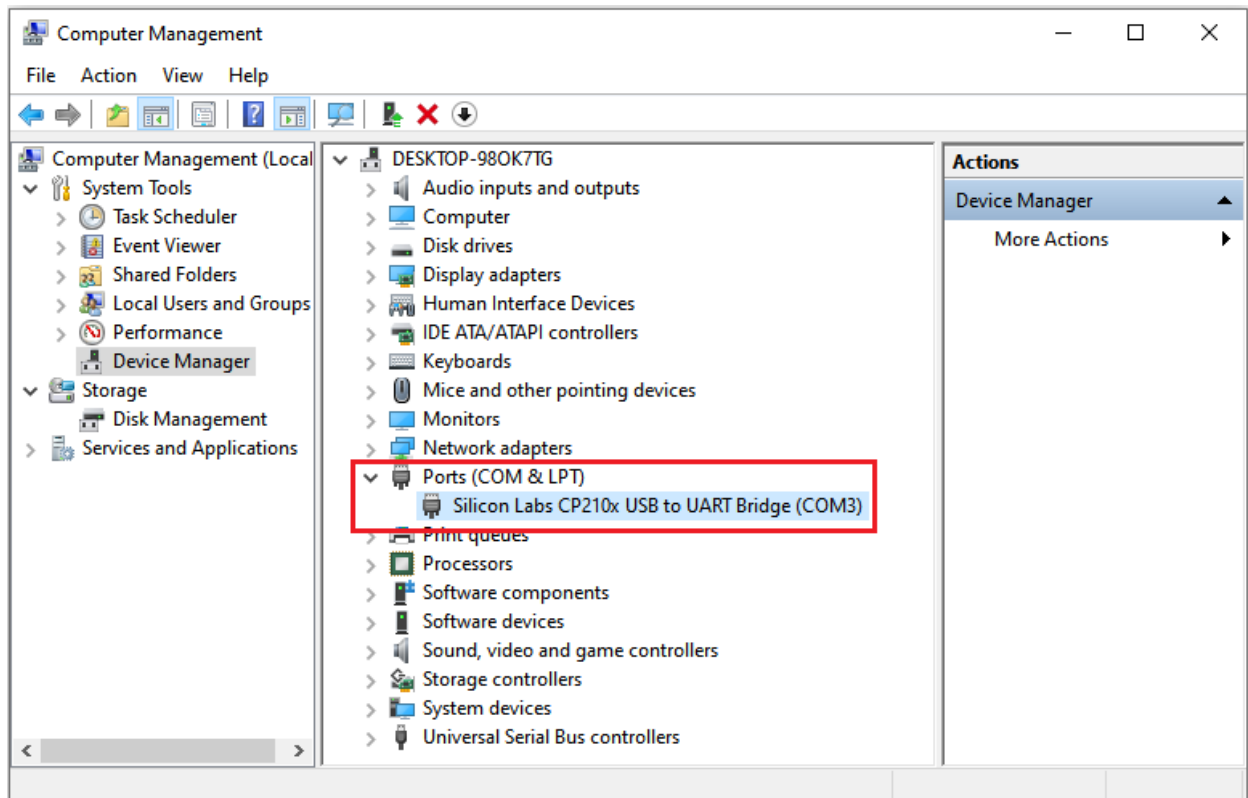 Computer Management
File Action View Help
Computer Management (Local
System Tools
Task Scheduler
Event Viewer
Shared Folders
Local Users and Groups
Performance
Device Manager
Storage
Disk Management
Services and Applications
DESKTOP-98OK7TG
Audio inputs and outputs
Computer
Disk drives
Display adapters
Human Interface Devices
IDE ATA/ATAPI controllers
Keyboards
Mice and other pointing devices
Monitors
Network adapters
Ports (COM & LPT)
Silicon Labs CP210x USB to UART Bridge (COM3)
Print queues
Processors
Software components
Software devices
Sound, video and game controllers
Storage controllers
System devices
Universal Serial Bus controllers
Actions
Device Manager
More Actions